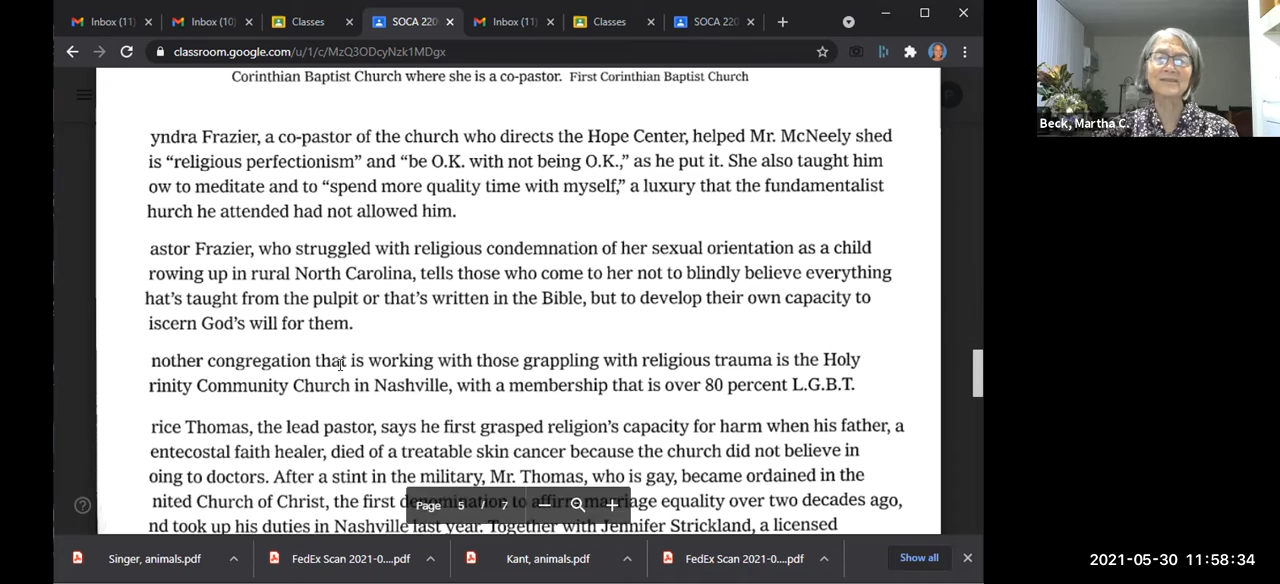 Inbox (11)
Inbox (10)
Classes
SOCA 220
Inbox (11)
Classes
SOCA 220
classroom.google.com/u/1/c/MzQ3ODcyNzk1MDgx
Beck, Martha C.
Corinthian Baptist Church where she is a co-pastor. First Corinthian Baptist Church
yndra Frazier, a co-pastor of the church who directs the Hope Center, helped Mr. McNeely shed
is “religious perfectionism” and “be O.K. with not being O.K.,” as he put it. She also taught him
ow to meditate and to “spend more quality time with myself,” a luxury that the fundamentalist
hurch he attended had not allowed him.
astor Frazier, who struggled with religious condemnation of her sexual orientation as a child
rowing up in rural North Carolina, tells those who come to her not to blindly believe everything
hat’s taught from the pulpit or that’s written in the Bible, but to develop their own capacity to
iscern God’s will for them.
nother congregation that is working with those grappling with religious trauma is the Holy
rinity Community Church in Nashville, with a membership that is over 80 percent L.G.B.T.
rice Thomas, the lead pastor, says he first grasped religion’s capacity for harm when his father, a
entecostal faith healer, died of a treatable skin cancer because the church did not believe in
oing to doctors. After a stint in the military, Mr. Thomas, who is gay, became ordained in the
nited Church of Christ, the first denomination to affirm marriage equality over two decades ago,
nd took up his duties in Nashville last year. Together with Jennifer Strickland, a licensed
Page 5 / 7
Singer, animals.pdf
FedEx Scan 2021-0....pdf
Kant, animals.pdf
FedEx Scan 2021-0....pdf
Show all
2021-05-30 11:58:34